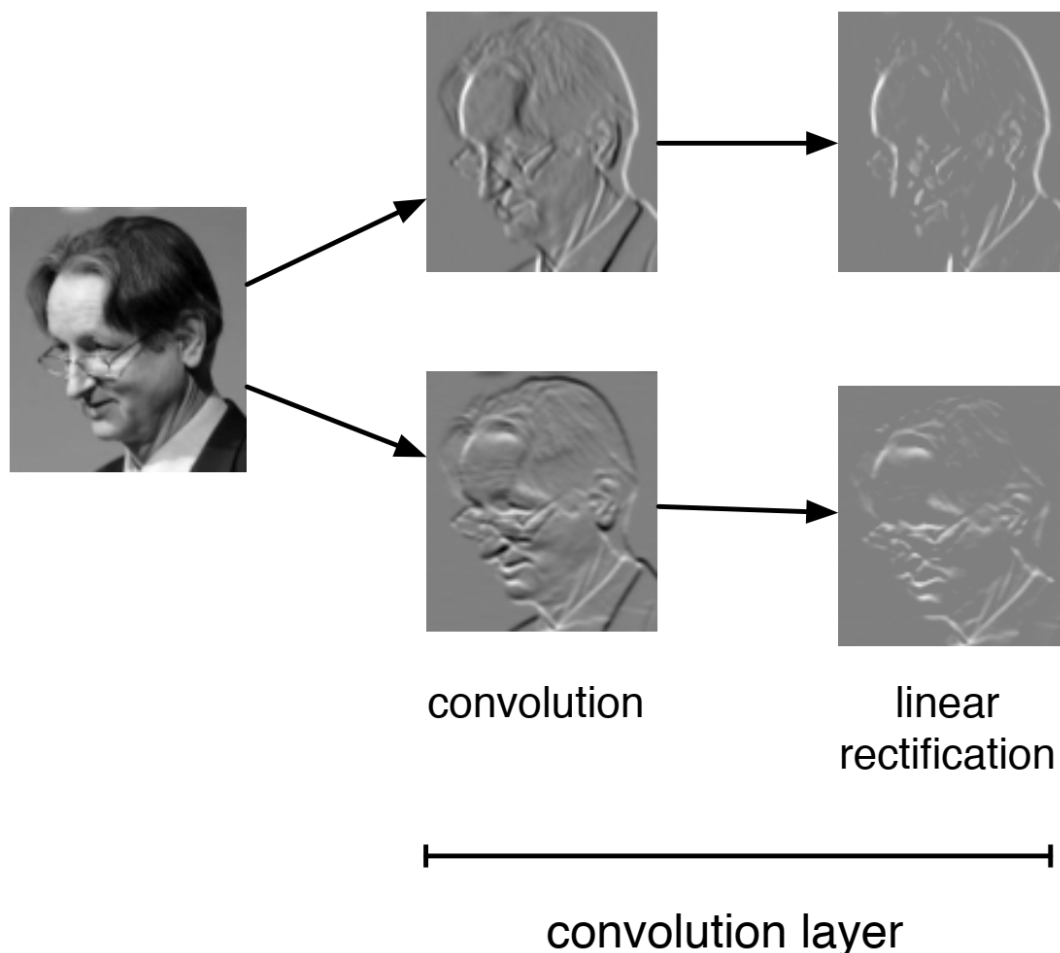 convolution
linear
rectification
convolution layer